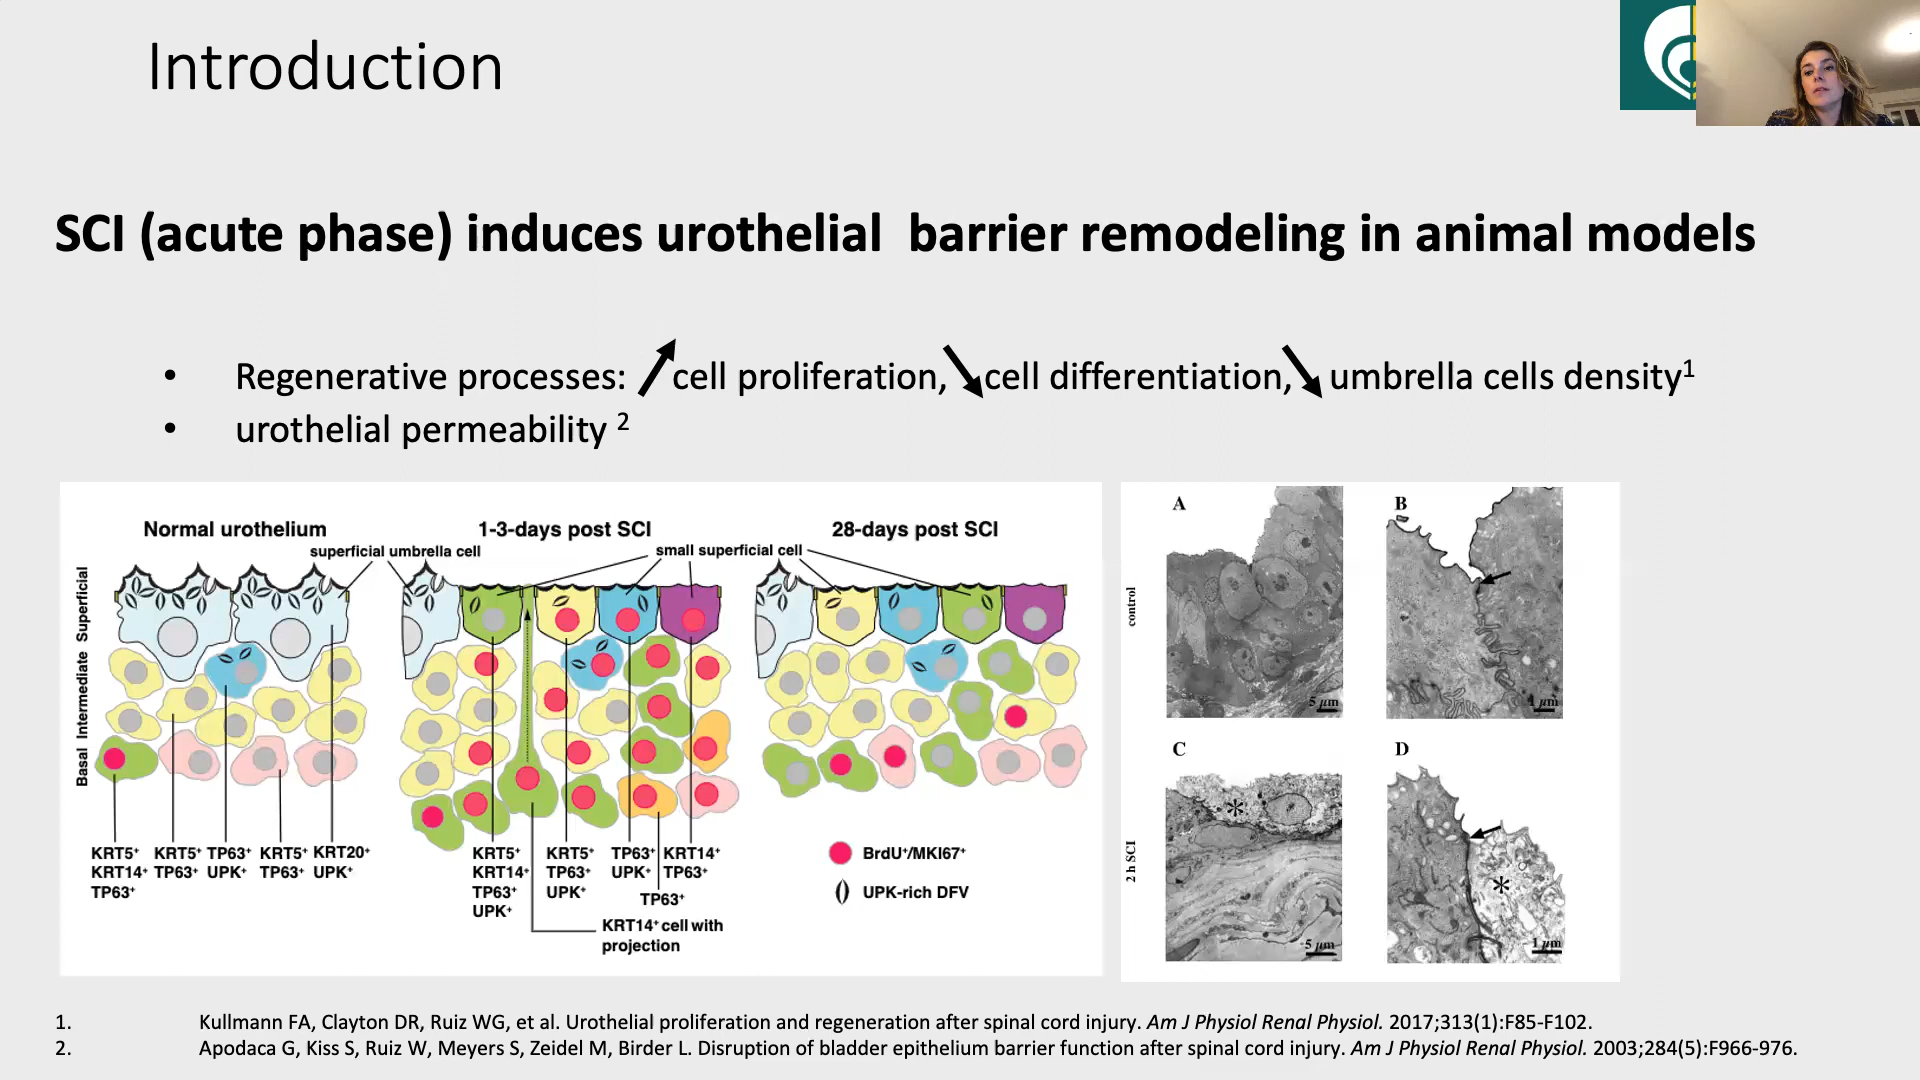 Introduction
SCI (acute phase) induces urothelial barrier remodeling in animal models
• Regenerative processes: cell proliferation, cell differentiation, umbrella cells density1
• urothelial permeability 2
Normal urothelium
1-3-days post SCI
28-days post SCI
superficial umbrella cell
small superficial cell
Superficial
Intermediate
Basal
KRT5+
KRT14+
TP63+
KRT5+
TP63+
TP63+
UPK+
KRT5+
TP63+
KRT20+
UPK+
KRT5+
KRT14+
TP63+
UPK+
KRT5+
TP63+
UPK+
TP63+
UPK+
KRT14+
TP63+
TP63+
KRT14+ cell with
projection
BrdU+/MKI67+
UPK-rich DFV
A
B
control
5 µm
1 µm
C
D
2 h SCI
*
*
5 µm
1 µm
1. Kullmann FA, Clayton DR, Ruiz WG, et al. Urothelial proliferation and regeneration after spinal cord injury. Am J Physiol Renal Physiol. 2017;313(1):F85-F102.
2. Apodaca G, Kiss S, Ruiz W, Meyers S, Zeidel M, Birder L. Disruption of bladder epithelium barrier function after spinal cord injury. Am J Physiol Renal Physiol. 2003;284(5):F966-976.